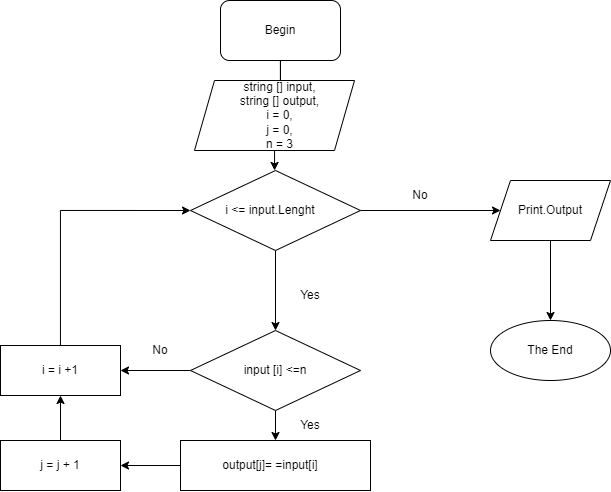 Begin
string [] input,
string [] output,
i = 0,
j = 0,
n = 3
i <= input.Lenght
No
Print.Output
Yes
The End
No
i = i +1
input [i] <=n
Yes
j = j + 1
output[j]= =input[i]